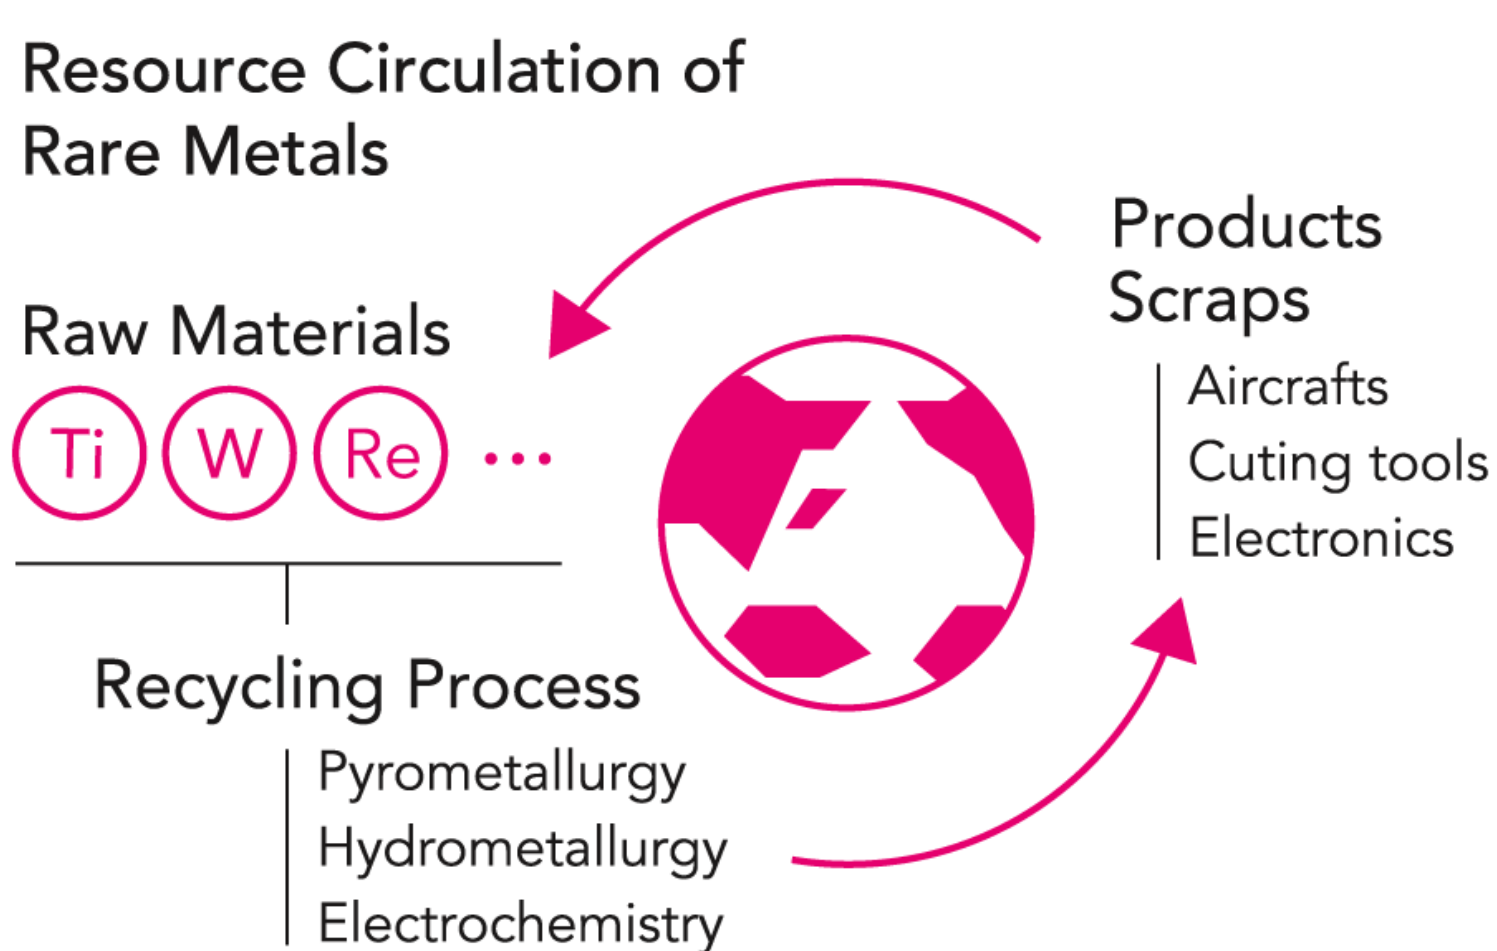 Resource Circulation of
Rare Metals
Raw Materials
Ti W Re ...
Recycling Process
Pyrometallurgy
Hydrometallurgy
Electrochemistry
Products
Scraps
Aircrafts
Cuting tools
Electronics